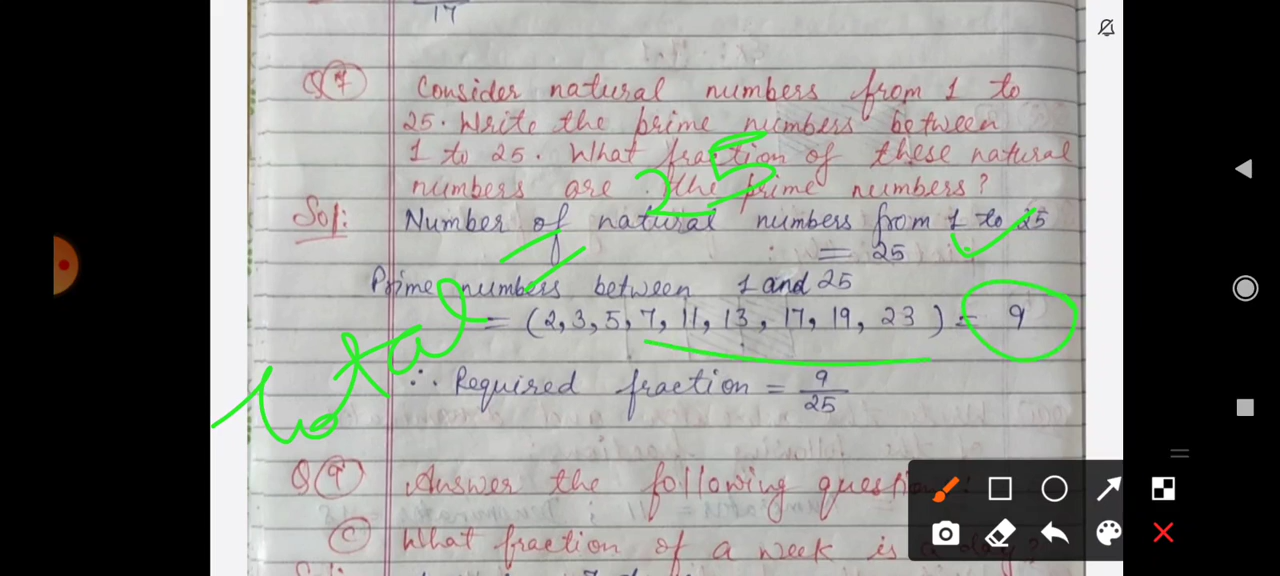 17
Q7 Consider natural numbers from 1 to
25. Write the prime numbers between
1 to 25. What fraction of these natural
numbers are the prime numbers?
25
Sol: Number of natural numbers from 1 to 25
= 25
Prime numbers between 1 and 25
= (2, 3, 5, 7, 11, 13, 17, 19, 23) = 9
total
∴ Required fraction = 9/25
Q9 Answer the following question:
C What fraction of a week is a day?